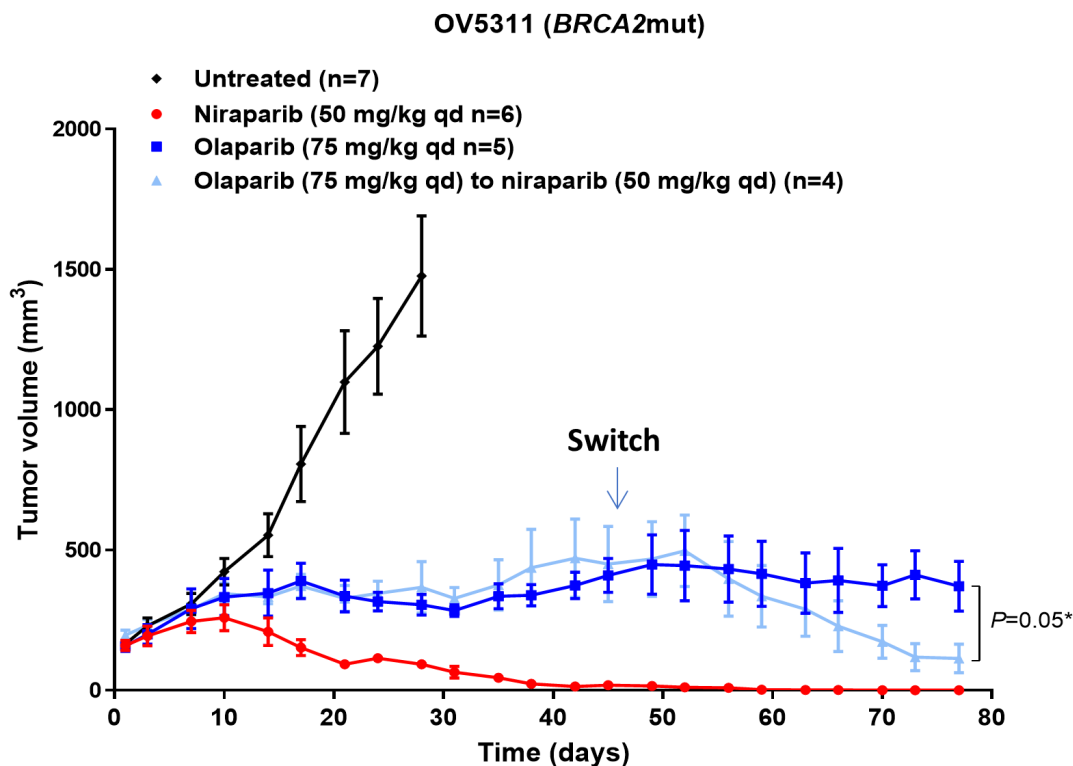 OV5311 (BRCA2mut)
Untreated (n=7)
Niraparib (50 mg/kg qd n=6)
Olaparib (75 mg/kg qd n=5)
Olaparib (75 mg/kg qd) to niraparib (50 mg/kg qd) (n=4)
Tumor volume (mm³)
2000
1500
1000
500
0
Switch
P=0.05*
0 10 20 30 40 50 60 70 80
Time (days)